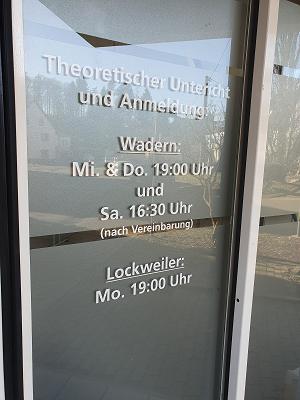 Theoretischer Untericht
und Anmeldung:
Wadern:
Mi. & Do. 19:00 Uhr
und
Sa. 16:30 Uhr
(nach Vereinbarung)
Lockweiler:
Mo. 19:00 Uhr